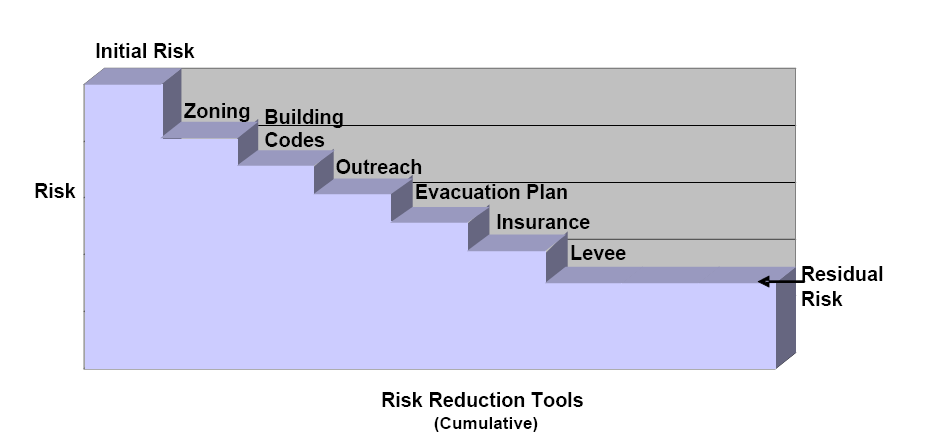 Initial Risk
Zoning
Building
Codes
Outreach
Evacuation Plan
Insurance
Levee
Risk
Residual
Risk
Risk Reduction Tools
(Cumulative)